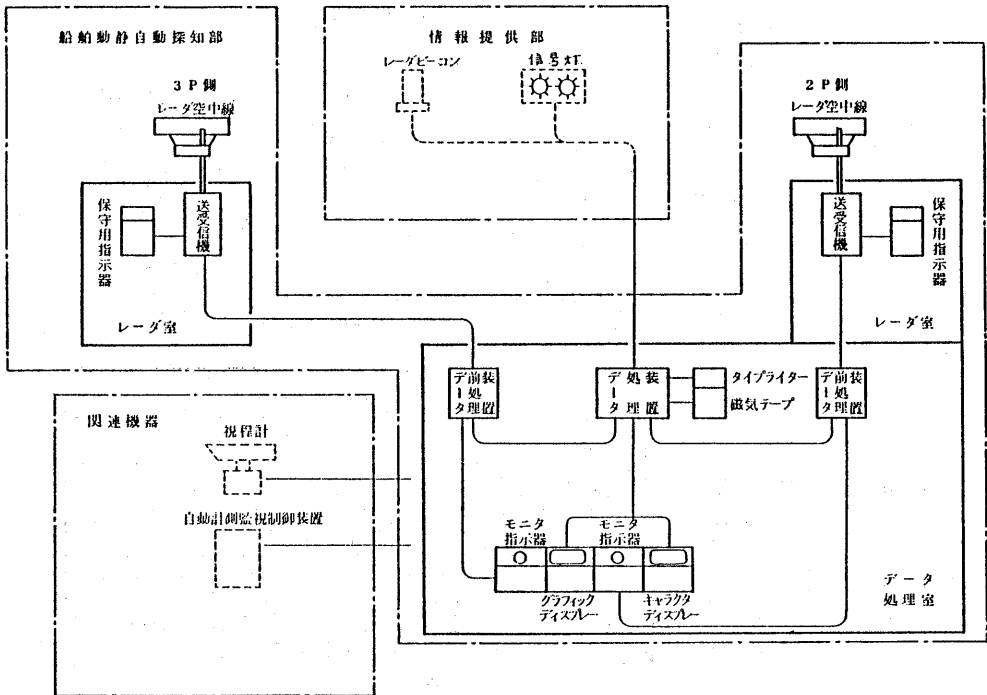 船舶動静自動探知部
情報提供部
レーダビーコン
信号灯
3P側
レーダ空中線
2P側
レーダ空中線
保守用指示器
送受信機
レーダ室
送受信機
保守用指示器
レーダ室
データ前処理装置
データ処理装置
タイプライター
磁気テープ
データ前処理装置
関連機器
視程計
自動計測監視制御装置
モニタ
指示器
モニタ
指示器
グラフィック
ディスプレー
キャラクタ
ディスプレー
データ
処理室